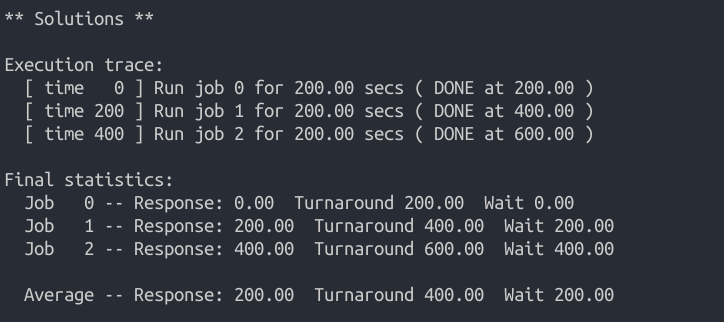 ** Solutions **
Execution trace:
[ time   0 ] Run job 0 for 200.00 secs ( DONE at 200.00 )
[ time 200 ] Run job 1 for 200.00 secs ( DONE at 400.00 )
[ time 400 ] Run job 2 for 200.00 secs ( DONE at 600.00 )
Final statistics:
Job   0 -- Response: 0.00  Turnaround 200.00  Wait 0.00
Job   1 -- Response: 200.00  Turnaround 400.00  Wait 200.00
Job   2 -- Response: 400.00  Turnaround 600.00  Wait 400.00
Average -- Response: 200.00  Turnaround 400.00  Wait 200.00